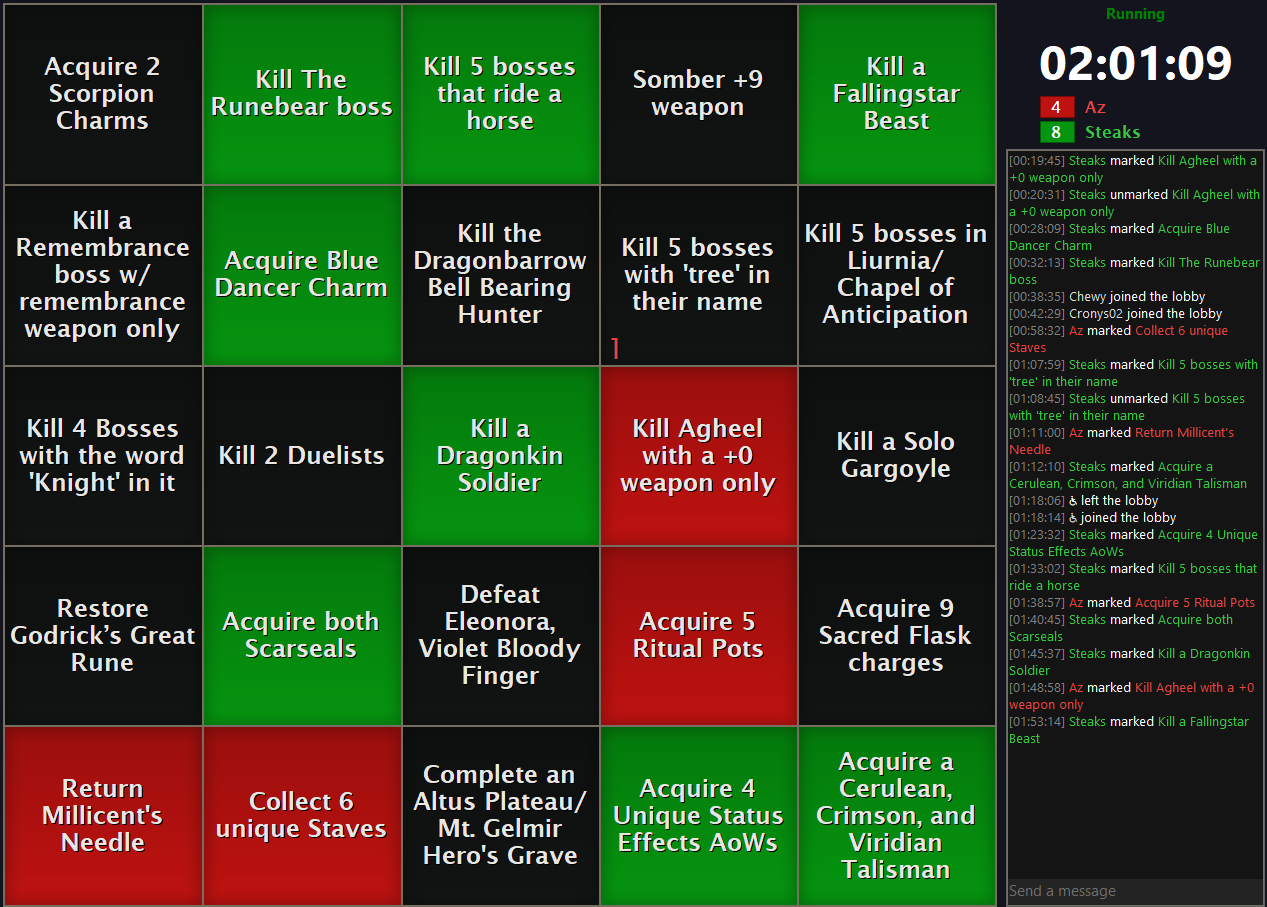 Acquire 2
Scorpion
Charms
Kill The
Runebear boss
Kill 5 bosses
that ride a
horse
Somber +9
weapon
Kill a
Fallingstar
Beast
Kill a
Remembrance
boss w/
remembrance
weapon only
Acquire Blue
Dancer Charm
Kill the
Dragonbarrow
Bell Bearing
Hunter
Kill 5 bosses
with 'tree' in
their name
1
Kill 5 bosses in
Liurnia/
Chapel of
Anticipation
Kill 4 Bosses
with the word
'Knight' in it
Kill 2 Duelists
Kill a
Dragonkin
Soldier
Kill Agheel
with a +0
weapon only
Kill a Solo
Gargoyle
Restore
Godrick’s Great
Rune
Acquire both
Scarseals
Defeat
Eleonora,
Violet Bloody
Finger
Acquire 5
Ritual Pots
Acquire 9
Sacred Flask
charges
Return
Millicent's
Needle
Collect 6
unique Staves
Complete an
Altus Plateau/
Mt. Gelmir
Hero's Grave
Acquire 4
Unique Status
Effects AoWs
Acquire a
Cerulean,
Crimson, and
Viridian
Talisman
Running
02:01:09
4 Az
8 Steaks
[00:19:45] Steaks marked Kill Agheel with a
+0 weapon only
[00:20:31] Steaks unmarked Kill Agheel with
a +0 weapon only
[00:28:09] Steaks marked Acquire Blue
Dancer Charm
[00:32:13] Steaks marked Kill The Runebear
boss
[00:38:35] Chewy joined the lobby
[00:42:29] Cronys02 joined the lobby
[00:58:32] Az marked Collect 6 unique
Staves
[01:07:59] Steaks marked Kill 5 bosses with
'tree' in their name
[01:08:45] Steaks unmarked Kill 5 bosses
with 'tree' in their name
[01:11:00] Az marked Return Millicent's
Needle
[01:12:10] Steaks marked Acquire a
Cerulean, Crimson, and Viridian Talisman
[01:18:06] ♿ left the lobby
[01:18:14] ♿ joined the lobby
[01:23:32] Steaks marked Acquire 4 Unique
Status Effects AoWs
[01:33:02] Steaks marked Kill 5 bosses that
ride a horse
[01:38:57] Az marked Acquire 5 Ritual Pots
[01:40:45] Steaks marked Acquire both
Scarseals
[01:45:37] Steaks marked Kill a Dragonkin
Soldier
[01:48:58] Az marked Kill Agheel with a +0
weapon only
[01:53:14] Steaks marked Kill a Fallingstar
Beast
Send a message